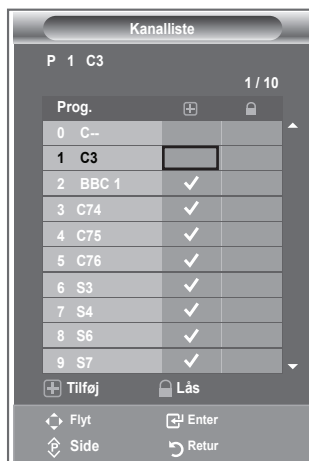 Kanalliste
P 1 C3
1 / 10
Prog.
0 C--
1 C3
2 BBC 1
3 C74
4 C75
5 C76
6 S3
7 S4
8 S6
9 S7
Tilføj Lås
Flyt Enter
Side Retur